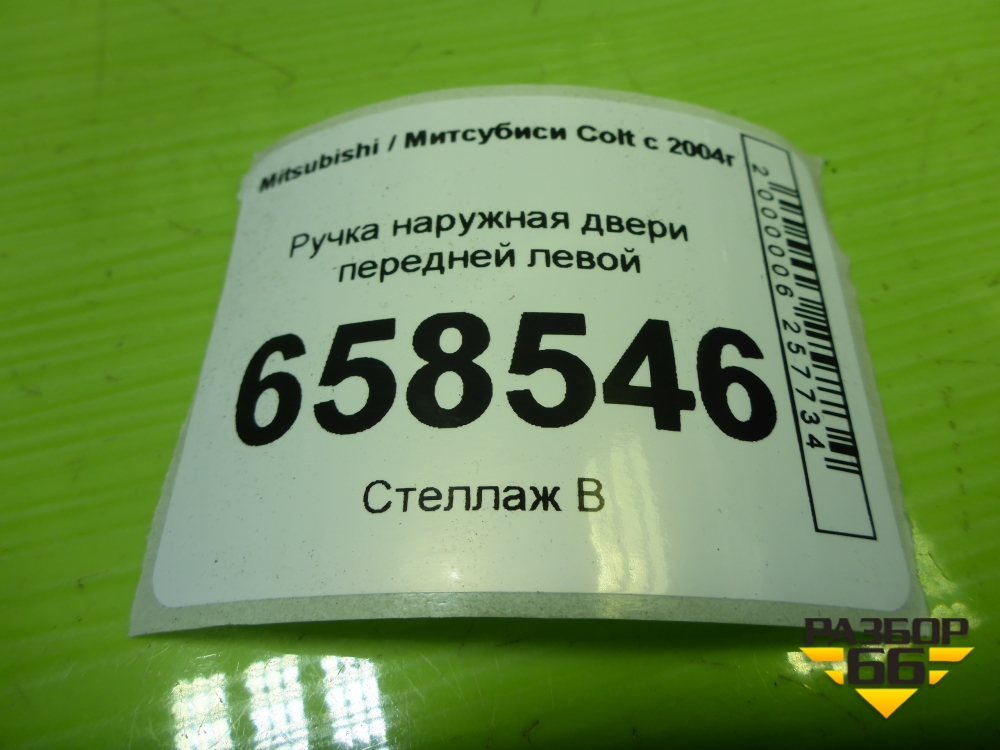 Mitsubishi / Митсубиси Colt с 2004г
Ручка наружная двери
передней левой
658546
Стеллаж В
2000006257734
РАЗБОР
66